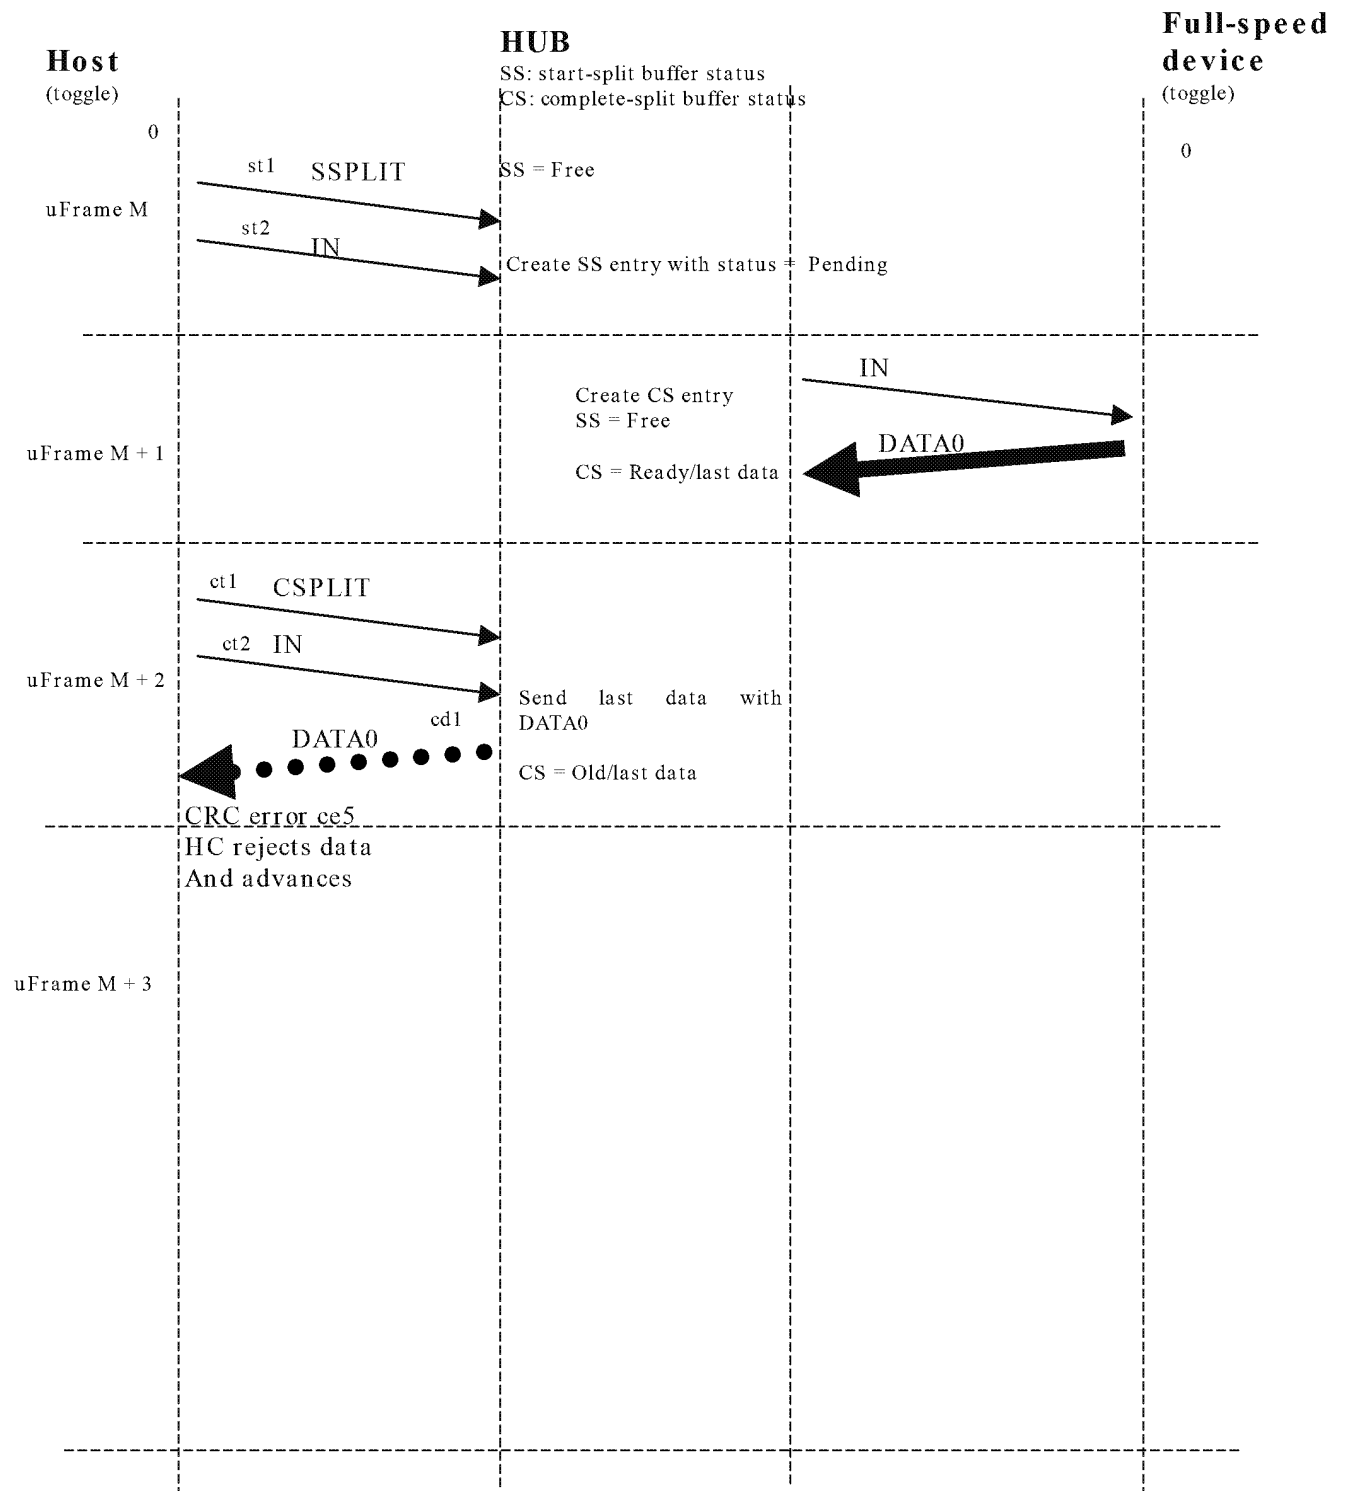 Host
(toggle)
0
HUB
SS: start-split buffer status
CS: complete-split buffer status
Full-speed
device
(toggle)
0
uFrame M
st1 SSPLIT
SS = Free
st2 IN
Create SS entry with status = Pending
uFrame M + 1
IN
Create CS entry
SS = Free
DATA0
CS = Ready/last data
uFrame M + 2
ct1 CSPLIT
ct2 IN
Send last data with
DATA0
cd1
DATA0
CS = Old/last data
CRC error ce5
HC rejects data
And advances
uFrame M + 3